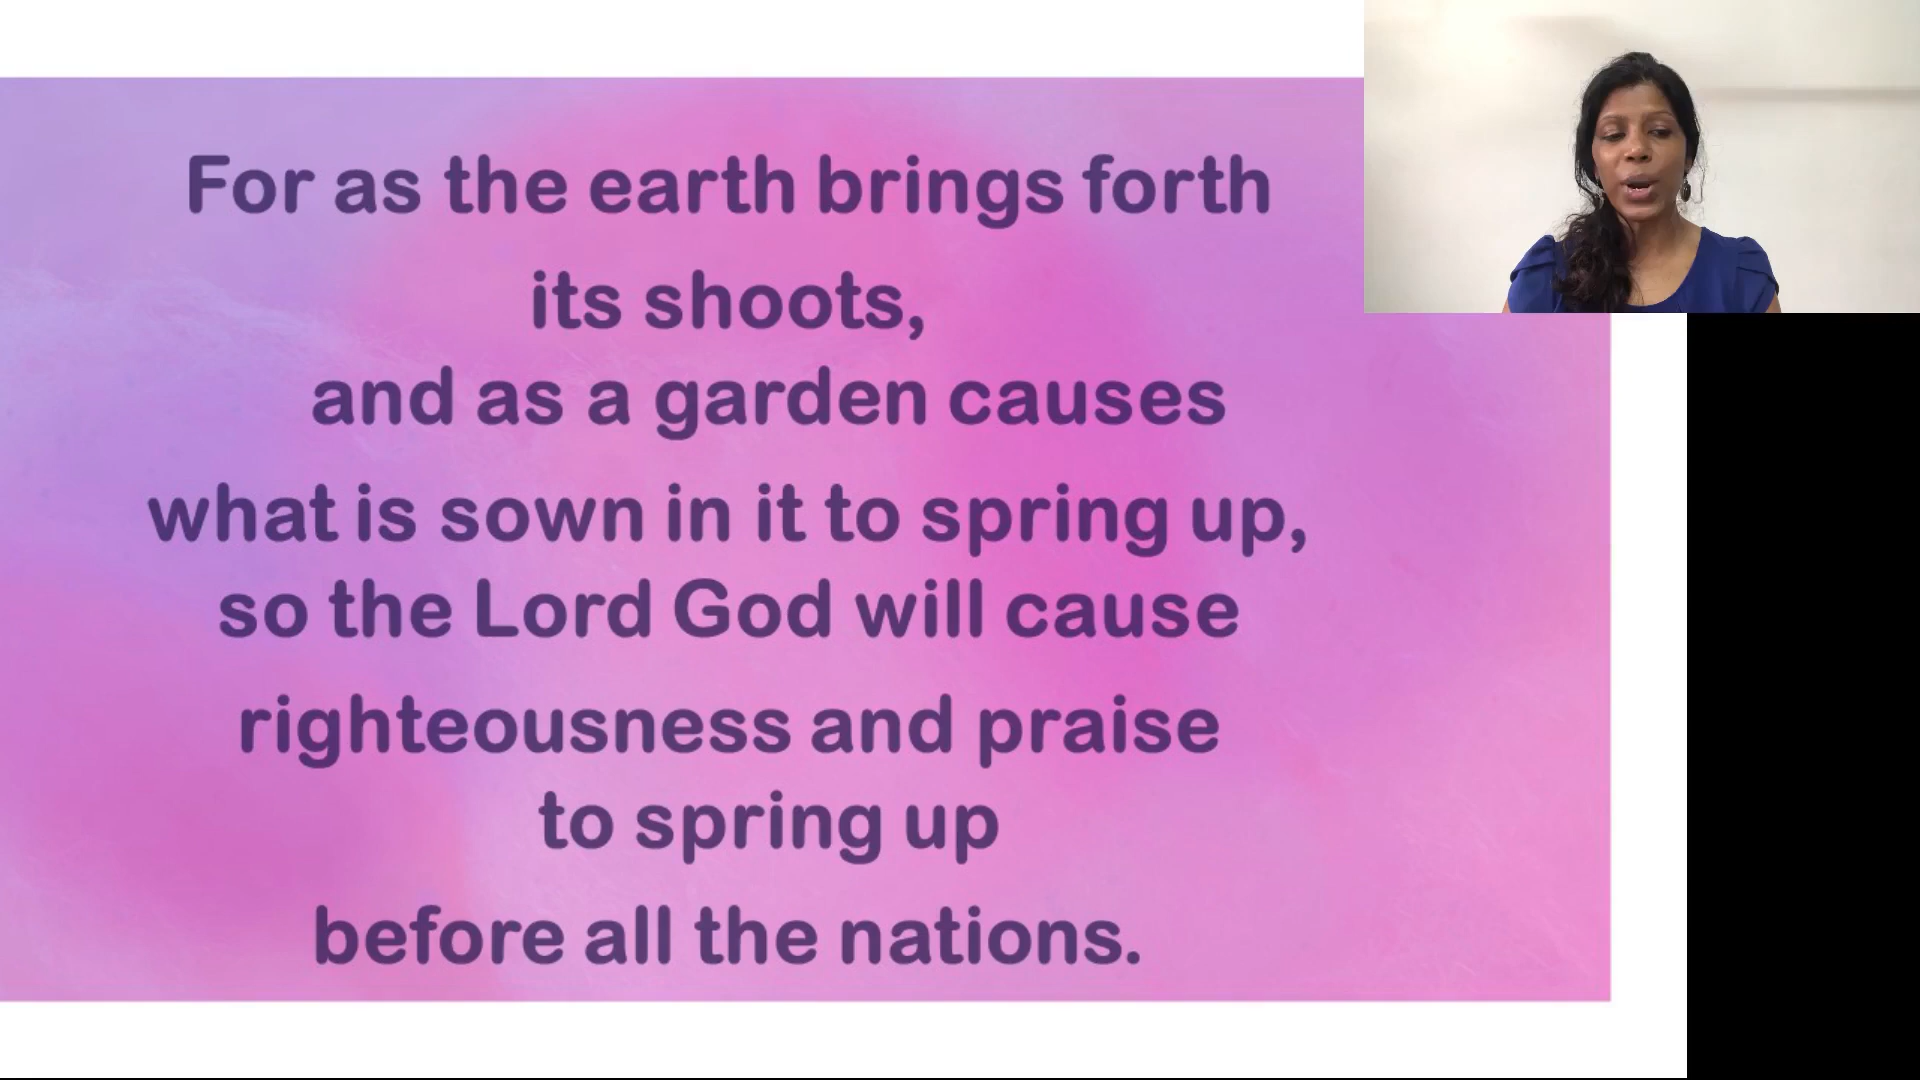 For as the earth brings forth
its shoots,
and as a garden causes
what is sown in it to spring up,
so the Lord God will cause
righteousness and praise
to spring up
before all the nations.